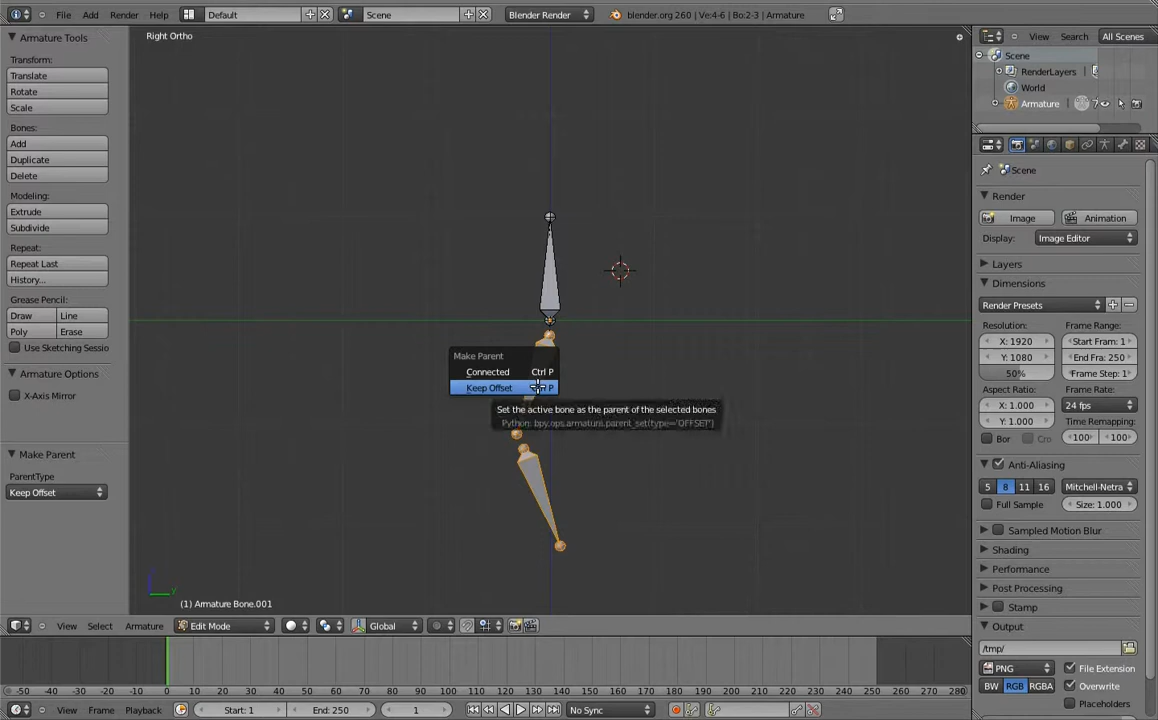 File Add Render Help Default Scene Blender Render blender.org 260 | Ve:4-6 | Bo:2-3 | Armature
Armature Tools
Transform:
Translate
Rotate
Scale
Bones:
Add
Duplicate
Delete
Modeling:
Extrude
Subdivide
Repeat:
Repeat Last
History...
Grease Pencil:
Draw Line
Poly Erase
Use Sketching Sessio
Armature Options
X-Axis Mirror
Make Parent
ParentType
Keep Offset
Right Ortho
Make Parent
Connected Ctrl P
Keep Offset P
Set the active bone as the parent of the selected bones
Python: bpy.ops.armature.parent_set(type='OFFSET')
(1) Armature Bone.001
View Select Armature Edit Mode Global
-50 -40 -30 -20 -10 0 10 20 30 40 50 60 70 80 90 100 110 120 130 140 150 160 170 180 190 200 210 220 230 240 250 260 270 280
View Frame Playback Start: 1 End: 250 1 No Sync
View Search All Scenes
Scene
RenderLayers
World
Armature
Scene
Render
Image Animation
Display: Image Editor
Layers
Dimensions
Render Presets
Resolution: Frame Range:
X: 1920 Start Fram: 1
Y: 1080 End Fra: 250
50% Frame Step: 1
Aspect Ratio: Frame Rate:
X: 1.000 24 fps
Y: 1.000 Time Remapping:
Bor Cro 100 100
Anti-Aliasing
5 8 11 16 Mitchell-Netra
Full Sample Size: 1.000
Sampled Motion Blur
Shading
Performance
Post Processing
Stamp
Output
/tmp/
PNG File Extension
BW RGB RGBA Overwrite
Placeholders